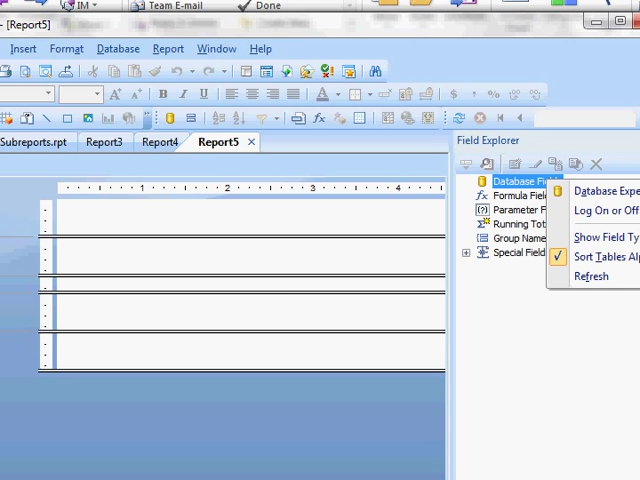 IM
Team E-mail
Done
- [Report5]
Insert Format Database Report Window Help
B I U A A A $ , %
Subreports.rpt Report3 Report4 Report5
Field Explorer
1 2 3 4
Database Fields
Formula Fiel
Parameter F
Running Tot
Group Name
Special Field
Database Expe
Log On or Off
Show Field Ty
Sort Tables Alp
Refresh